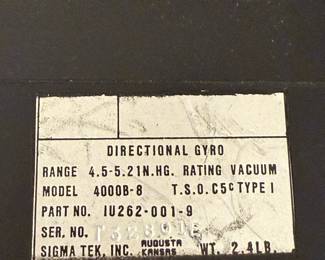 DIRECTIONAL GYRO
RANGE 4.5-5.2IN.HG. RATING VACUUM
MODEL 4000B-8 T.S.O. C5c TYPE I
PART NO. 1U262-001-9
SER. NO.
SIGMA TEK, INC. AUGUSTA KANSAS WT. 2.4LB.